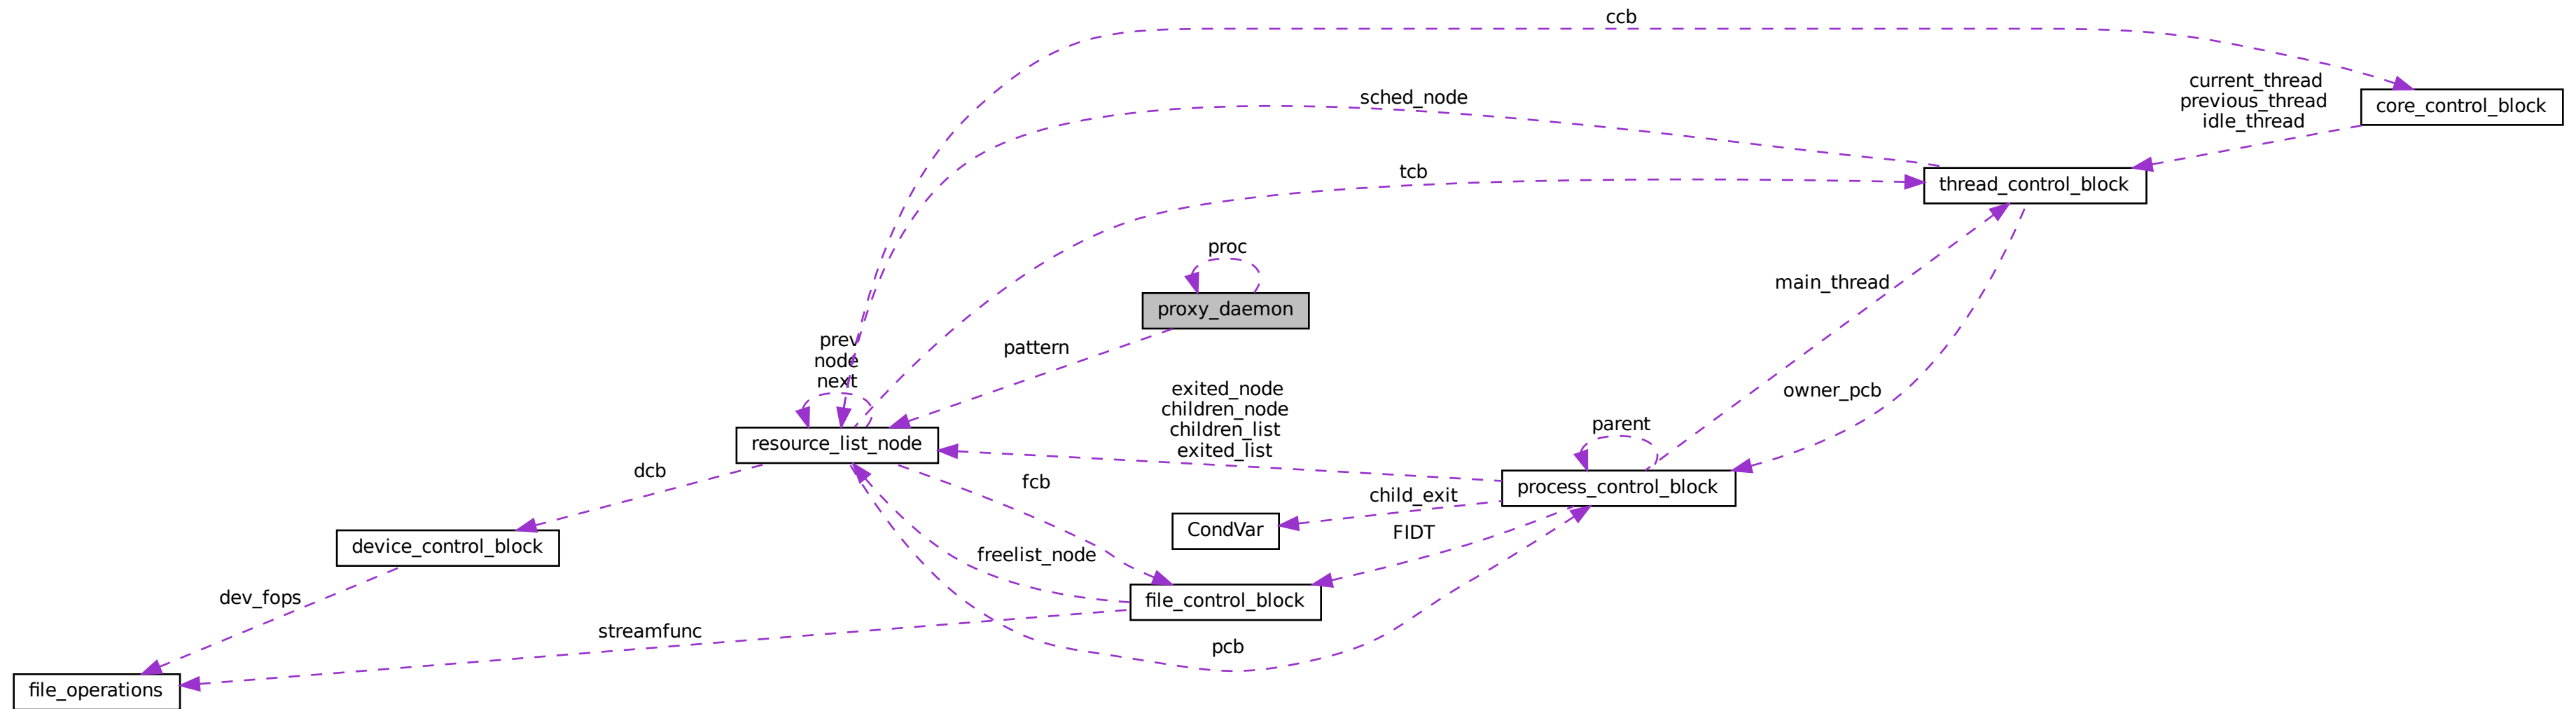 ccb
current_thread
previous_thread
idle_thread
core_control_block
sched_node
tcb
thread_control_block
proc
proxy_daemon
main_thread
prev
node
next
pattern
exited_node
children_node
children_list
exited_list
owner_pcb
parent
resource_list_node
dcb
fcb
child_exit
process_control_block
CondVar
FIDT
device_control_block
freelist_node
dev_fops
file_control_block
streamfunc
pcb
file_operations